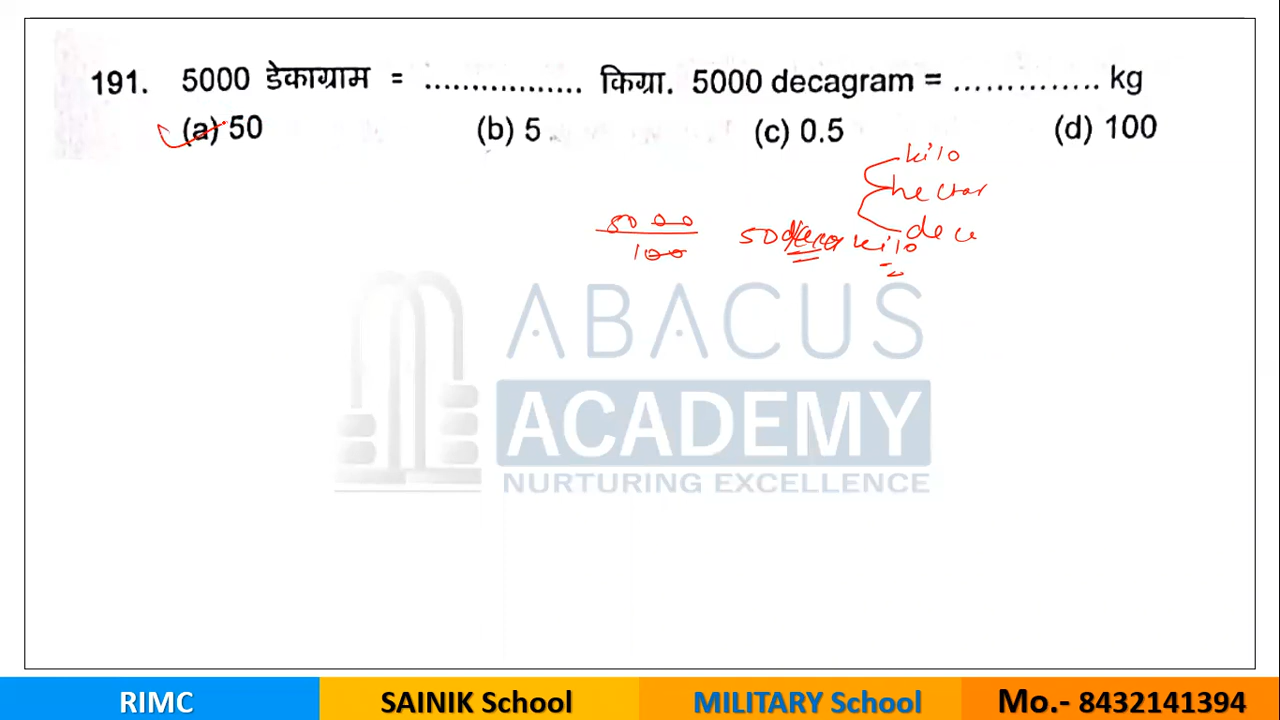 191. 5000 डेकाग्राम = ................ किग्रा. 5000 decagram = .............. kg
(a) 50 (b) 5 (c) 0.5 (d) 100
kilo
hectar
deca
5000
100
50 kilo
ABACUS
ACADEMY
NURTURING EXCELLENCE
RIMC SAINIK School MILITARY School Mo.- 8432141394